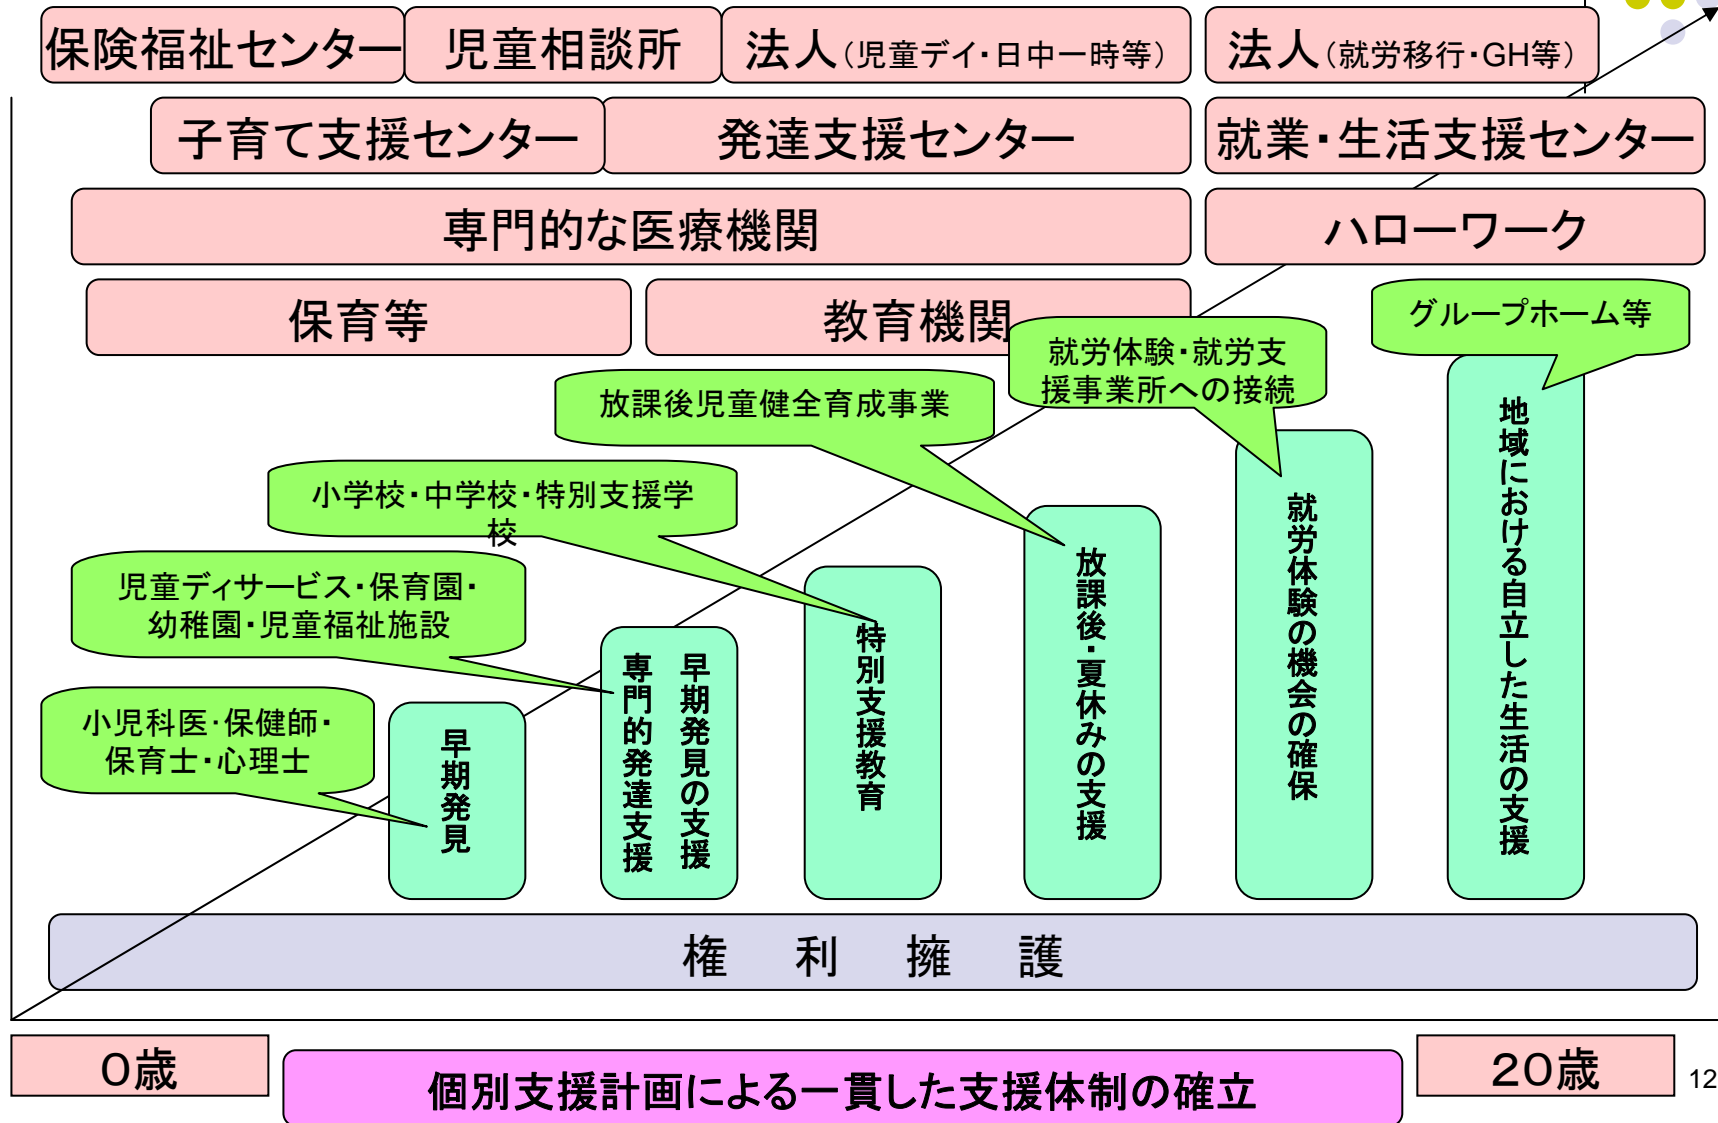 保険福祉センター
児童相談所
法人(児童デイ・日中一時等)
法人(就労移行・GH等)
子育て支援センター
発達支援センター
就業・生活支援センター
専門的な医療機関
ハローワーク
保育等
教育機関
グループホーム等
就労体験・就労支
援事業所への接続
放課後児童健全育成事業
小学校・中学校・特別支援学
校
児童ディサービス・保育園・
幼稚園・児童福祉施設
小児科医・保健師・
保育士・心理士
早期発見
早期発見の支援
専門的発達支援
特別支援教育
放課後・夏休みの支援
就労体験の機会の確保
地域における自立した生活の支援
権利擁護
0歳
個別支援計画による一貫した支援体制の確立
20歳
12